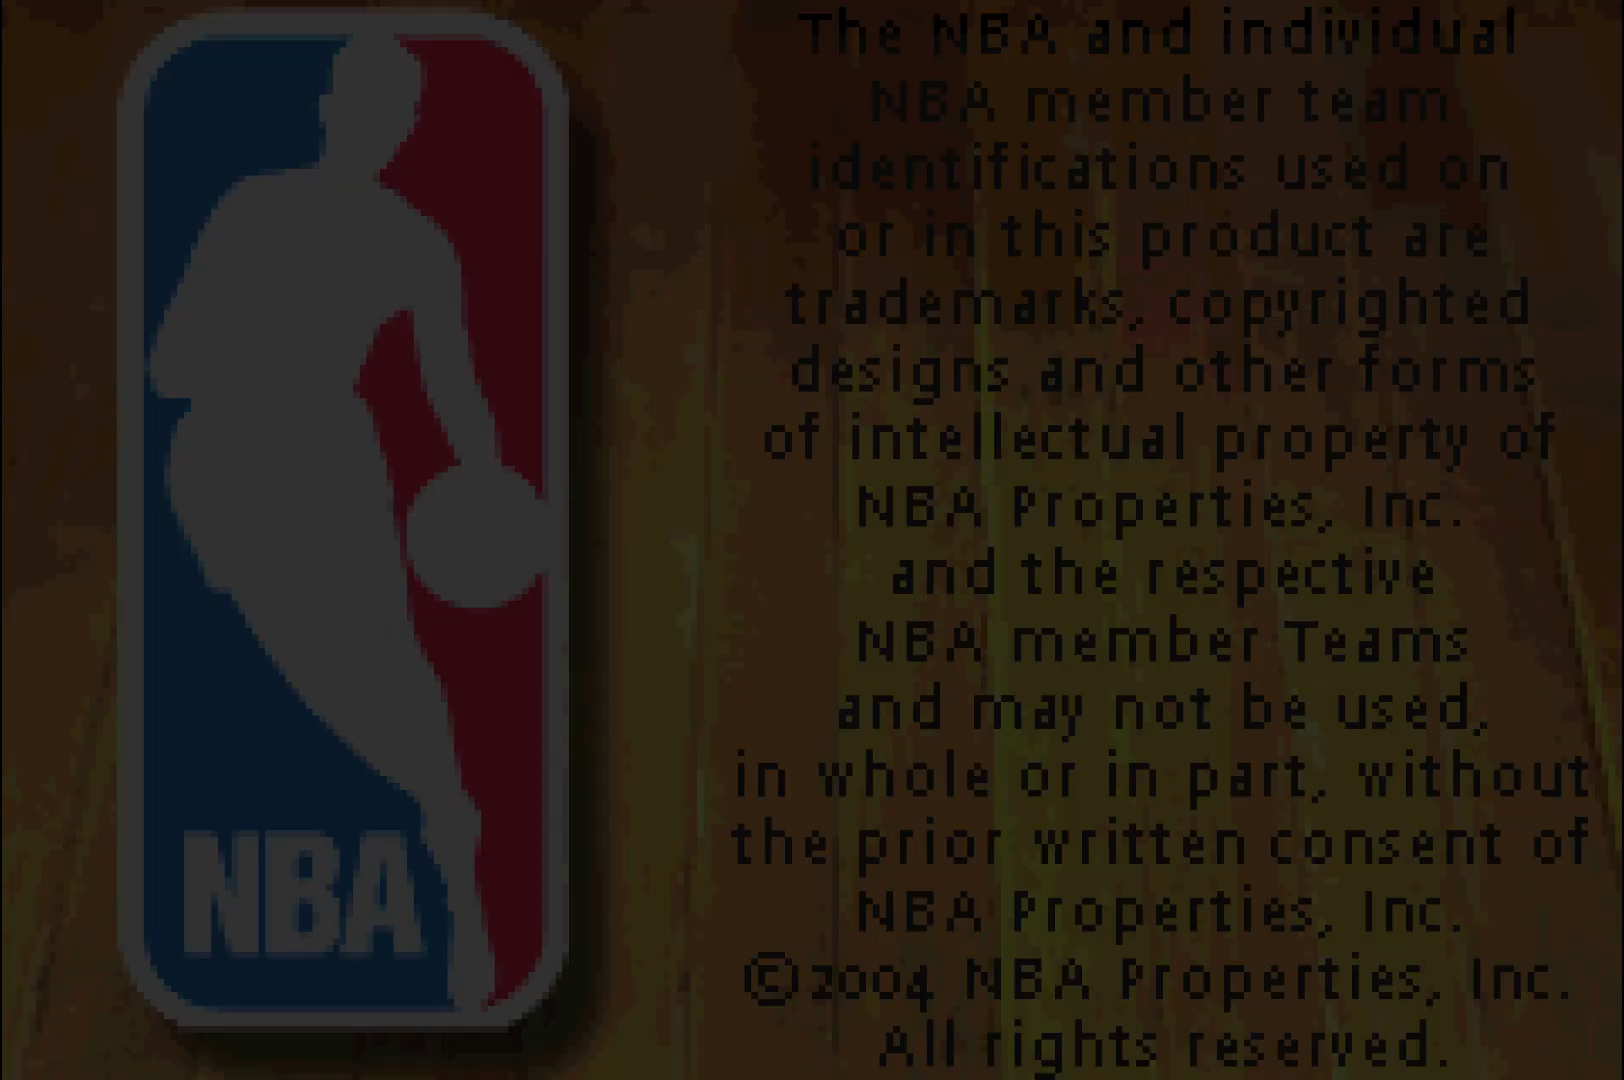 NBA
The NBA and individual
NBA member team
identifications used on
or in this product are
trademarks, copyrighted
designs and other forms
of intellectual property of
NBA Properties, Inc.
and the respective
NBA member Teams
and may not be used,
in whole or in part, without
the prior written consent of
NBA Properties, Inc.
©2004 NBA Properties, Inc.
All rights reserved.